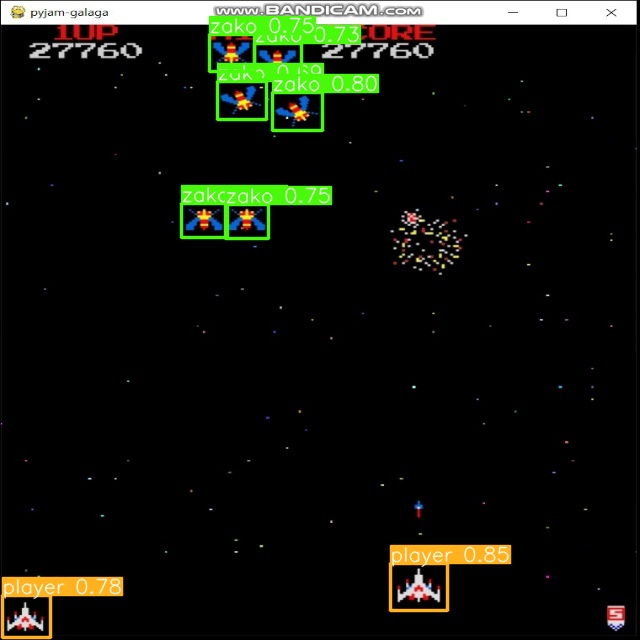 pyjam-galaga
www.BANDICAM.com
1UP
27760
27760
zako 0.75
0.73
zako
zako 0.80
zako 0.75
player 0.85
player 0.78
5